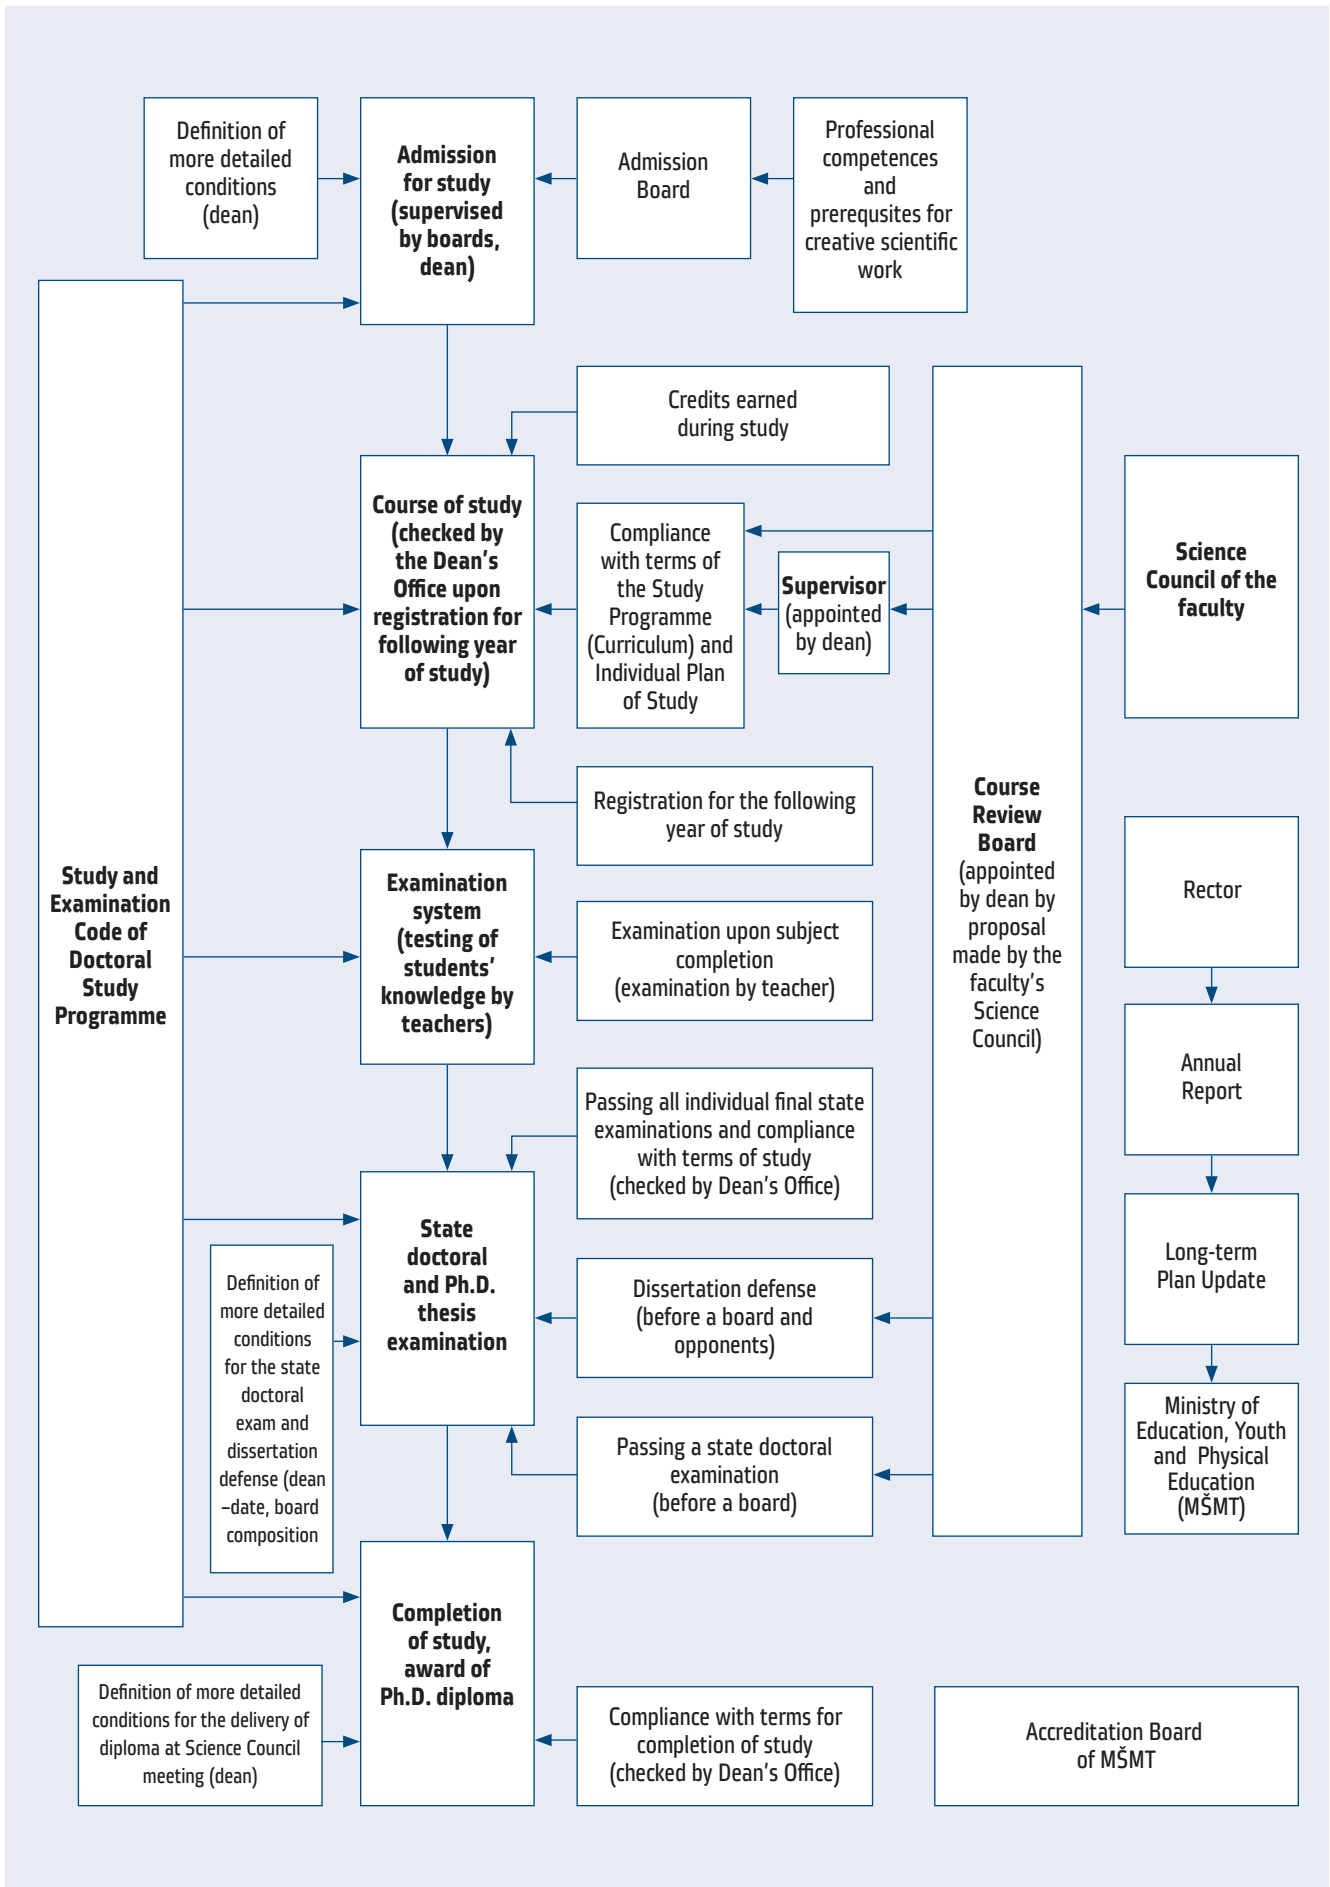 Definition of
more detailed
conditions
(dean)
Admission
for study
(supervised
by boards,
dean)
Admission
Board
Professional
competences
and
prerequsites for
creative scientific
work
Study and
Examination
Code of
Doctoral
Study
Programme
Credits earned
during study
Course of study
(checked by
the Dean's
Office upon
registration for
following year
of study)
Compliance
with terms of
the Study
Programme
(Curriculum) and
Individual Plan
of Study
Supervisor
(appointed
by dean)
Course
Review
Board
(appointed
by dean by
proposal
made by the
faculty's
Science
Council)
Science
Council of the
faculty
Registration for the following
year of study
Examination
system
(testing of
students'
knowledge by
teachers)
Examination upon subject
completion
(examination by teacher)
Rector
Annual
Report
Long-term
Plan Update
Ministry of
Education, Youth
and Physical
Education
(MŠMT)
Passing all individual final state
examinations and compliance
with terms of study
(checked by Dean's Office)
State
doctoral
and Ph.D.
thesis
examination
Definition of
more detailed
conditions
for the state
doctoral
exam and
dissertation
defense (dean
–date, board
composition
Dissertation defense
(before a board and
opponents)
Passing a state doctoral
examination
(before a board)
Completion
of study,
award of
Ph.D. diploma
Definition of more detailed
conditions for the delivery of
diploma at Science Council
meeting (dean)
Compliance with terms for
completion of study
(checked by Dean's Office)
Accreditation Board
of MŠMT